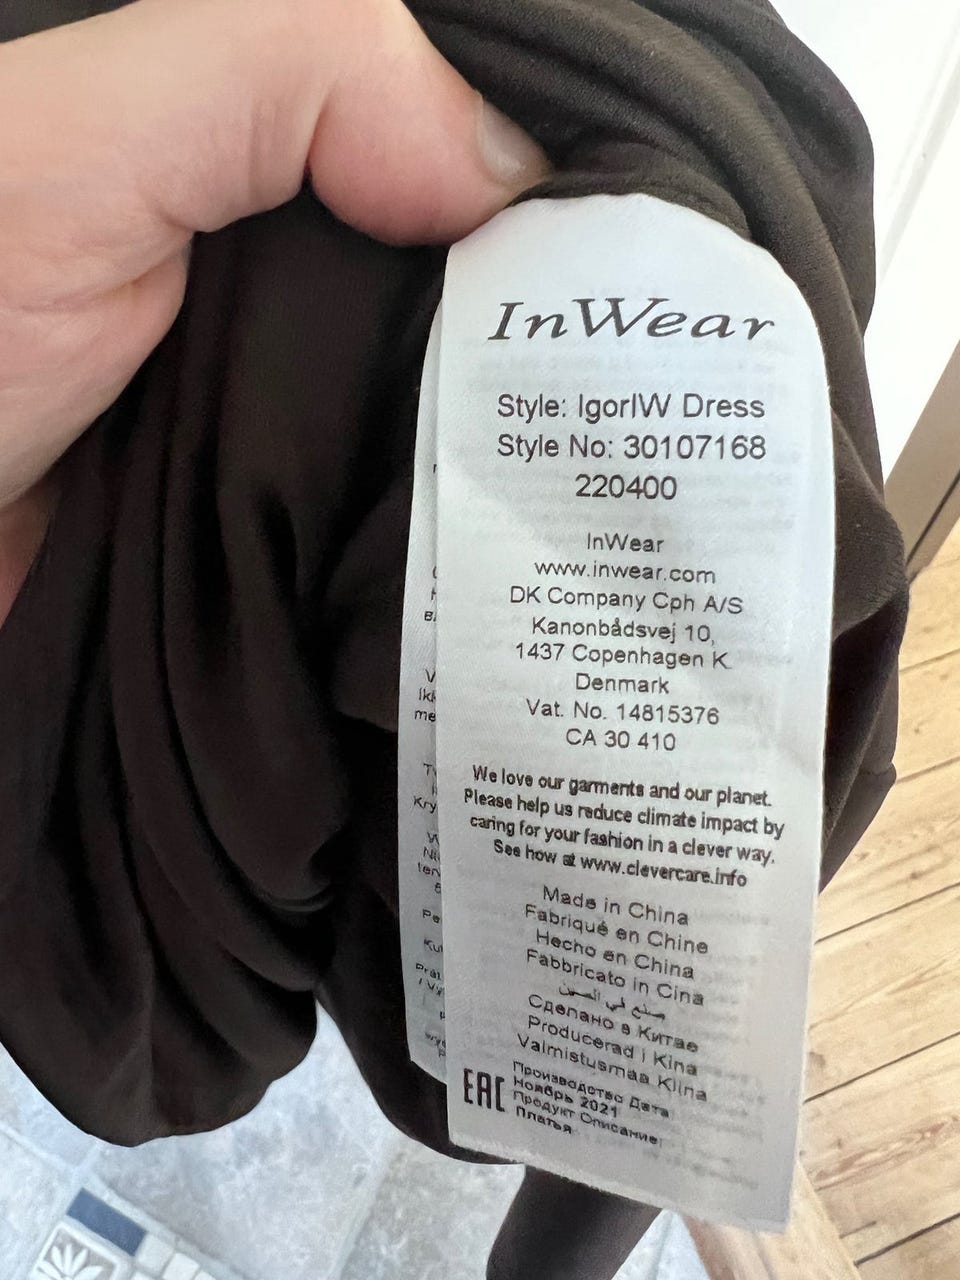 InWear
Style: IgorIW Dress
Style No: 30107168
220400
InWear
www.inwear.com
DK Company Cph A/S
Kanonbådsvej 10,
1437 Copenhagen K
Denmark
Vat. No. 14815376
CA 30 410
We love our garments and our planet.
Please help us reduce climate impact by
caring for your fashion in a clever way.
See how at www.clevercare.info
Made in China
Fabriqué en Chine
Hecho en China
Fabbricato in Cina
صنع في الصين
Сделано в Китае
Producerad i Kina
Valmistusmaa Kiina
EAC
Производство Дата
Ноябрь 2021
Продукт Описание
Платья